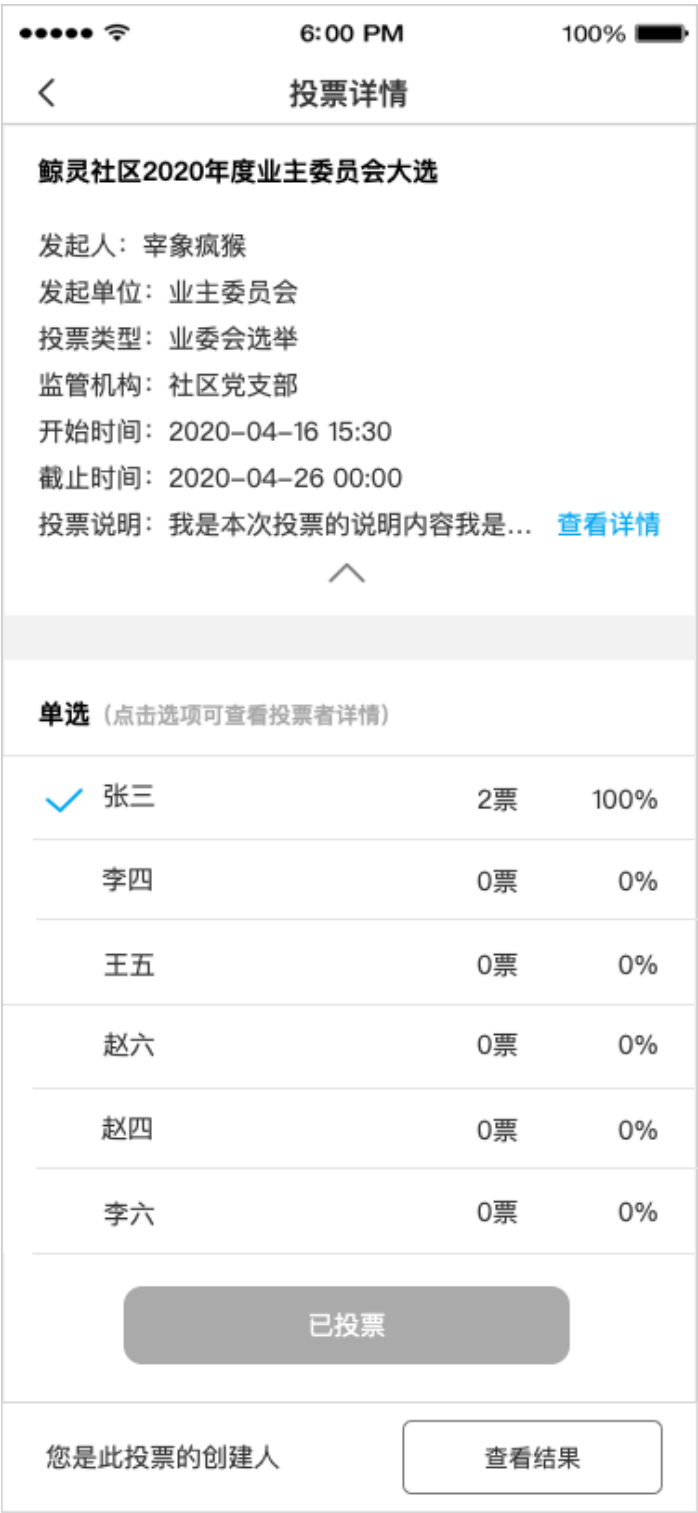 6:00 PM 100%
投票详情
鲸灵社区2020年度业主委员会大选
发起人：宰象疯猴
发起单位：业主委员会
投票类型：业委会选举
监管机构：社区党支部
开始时间：2020-04-16 15:30
截止时间：2020-04-26 00:00
投票说明：我是本次投票的说明内容我是... 查看详情
单选（点击选项可查看投票者详情）
张三 2票 100%
李四 0票 0%
王五 0票 0%
赵六 0票 0%
赵四 0票 0%
李六 0票 0%
已投票
您是此投票的创建人 查看结果